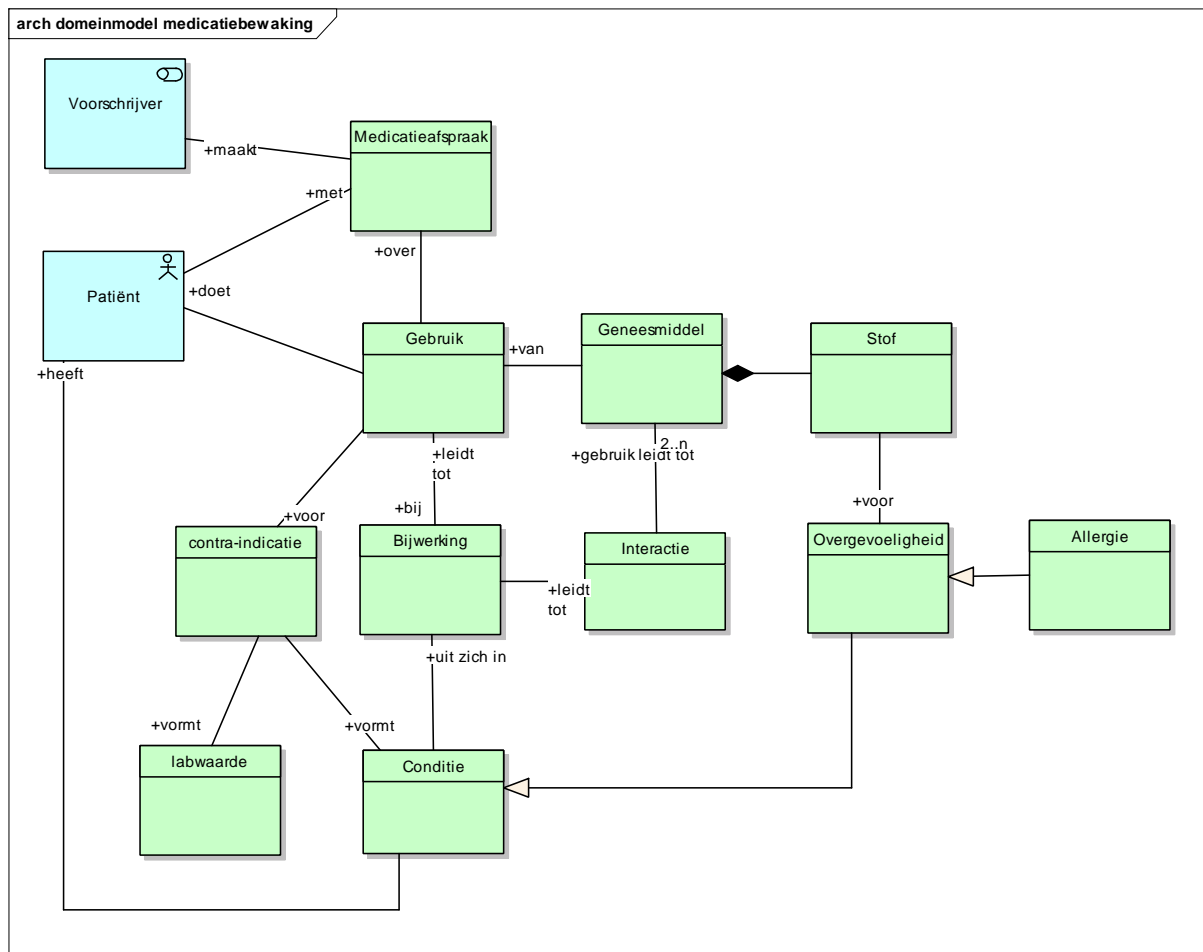 arch domeinmodel medicatiebewaking
Voorschrijver
+maakt
Medicatieafspraak
+met
+over
Patiënt
+doet
+heeft
Gebruik
+van
Geneesmiddel
Stof
+leidt
tot
2..n
+gebruik leidt tot
+voor
+voor
+bij
contra-indicatie
Bijwerking
Interactie
Overgevoeligheid
Allergie
+leidt
tot
+uit zich in
+vormt
+vormt
labwaarde
Conditie